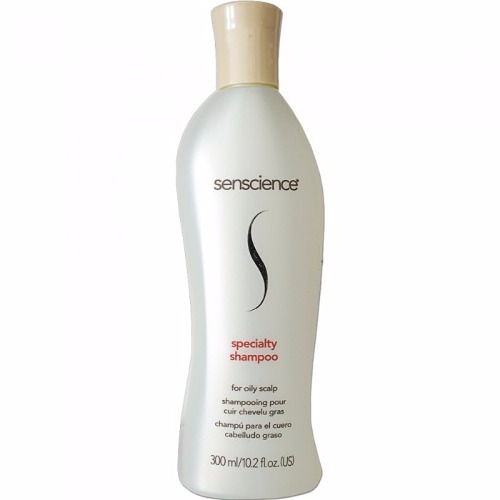 senscience®
specialty
shampoo
for oily scalp
shampooing pour
cuir chevelu gras
champú para el cuero
cabelludo graso
300 ml/10.2 fl.oz. (US)